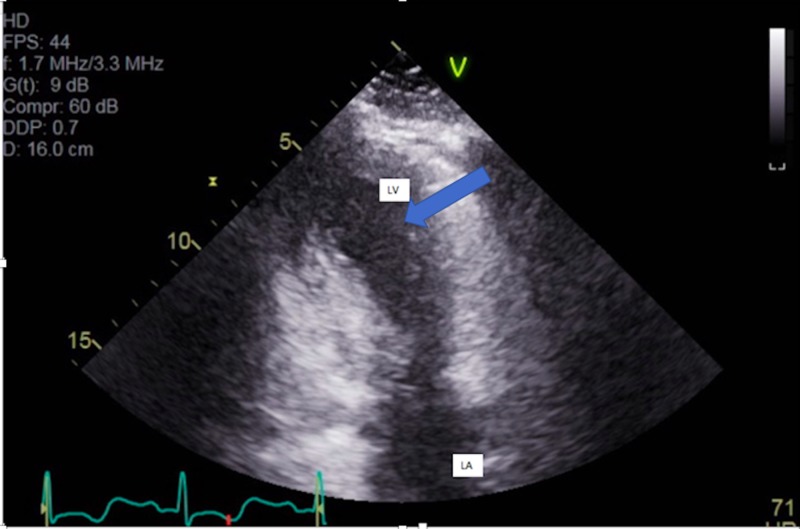 HD
FPS: 44
f: 1.7 MHz/3.3 MHz
G(t): 9 dB
Compr: 60 dB
DDP: 0.7
D: 16.0 cm
V
5
LV
10
15
LA
71